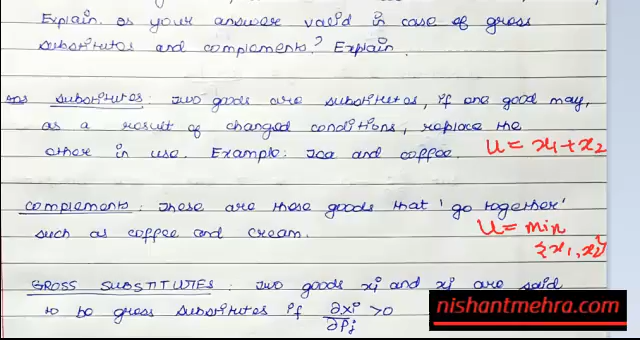 Explain. Is your answer valid in case of gross
substitutes and complements? Explain.
Ans Substitutes: Two goods are substitutes, if one good may,
as a result of changed conditions, replace the
other in use. Example: Tea and coffee. U = x1 + x2
Complements: These are those goods that 'go together'
such as coffee and cream. U = min
{x1, x2}
GROSS SUBSTITUTES: Two goods xi and xj are said
to be gross substitutes if ∂xi/∂Pj >0
nishantmehra.com